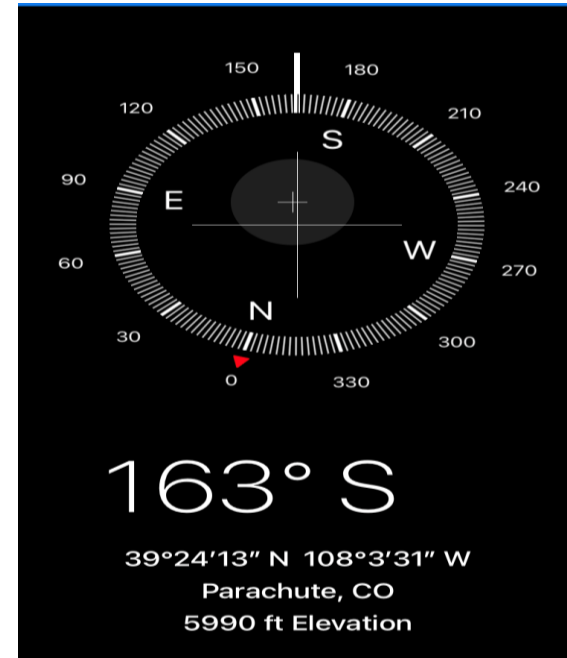 150 180
120 210
S
90 240
E
W
60 270
N
30 300
0 330
163° S
39°24'13" N 108°3'31" W
Parachute, CO
5990 ft Elevation